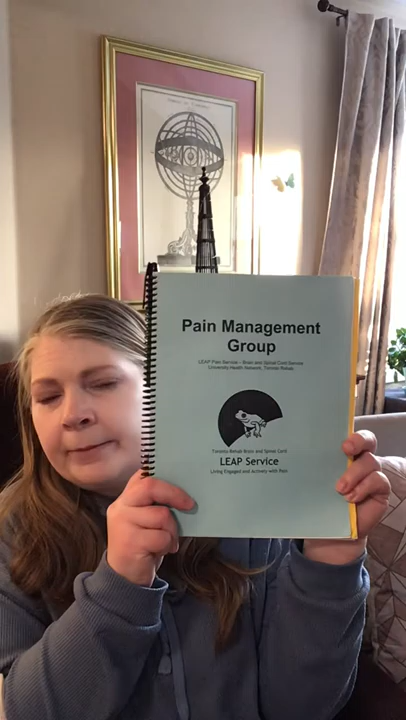 Pain Management
Group
LEAP Pain Service – Brain and Spinal Cord Service
University Health Network, Toronto Rehab.
Toronto Rehab Brain and Spinal Cord
LEAP Service
Living Engaged and Actively with Pain